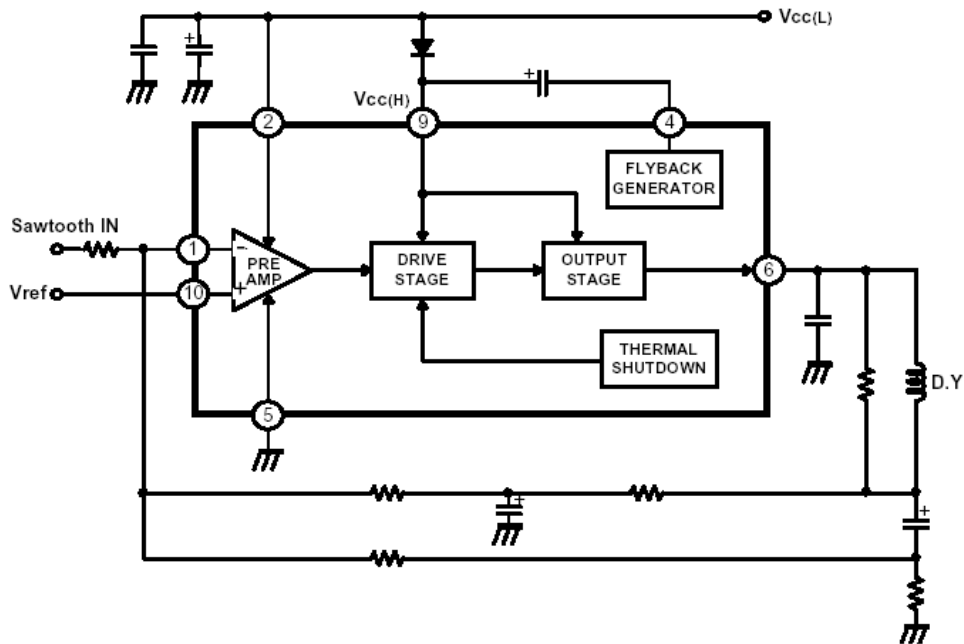 Vcc(L)
+
+
Vcc(H)
2
9
4
FLYBACK
GENERATOR
Sawtooth IN
1
−
PRE
AMP
DRIVE
STAGE
OUTPUT
STAGE
6
Vref
10
+
THERMAL
SHUTDOWN
D.Y
5
+
+